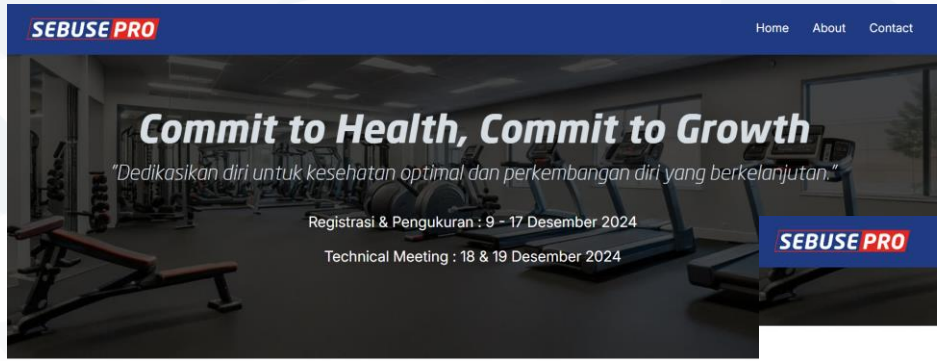 SEBUSE PRO
Home About Contact
Commit to Health, Commit to Growth
"Dedikasikan diri untuk kesehatan optimal dan perkembangan diri yang berkelanjutan."
Registrasi & Pengukuran : 9 - 17 Desember 2024
Technical Meeting : 18 & 19 Desember 2024
SEBUSE PRO